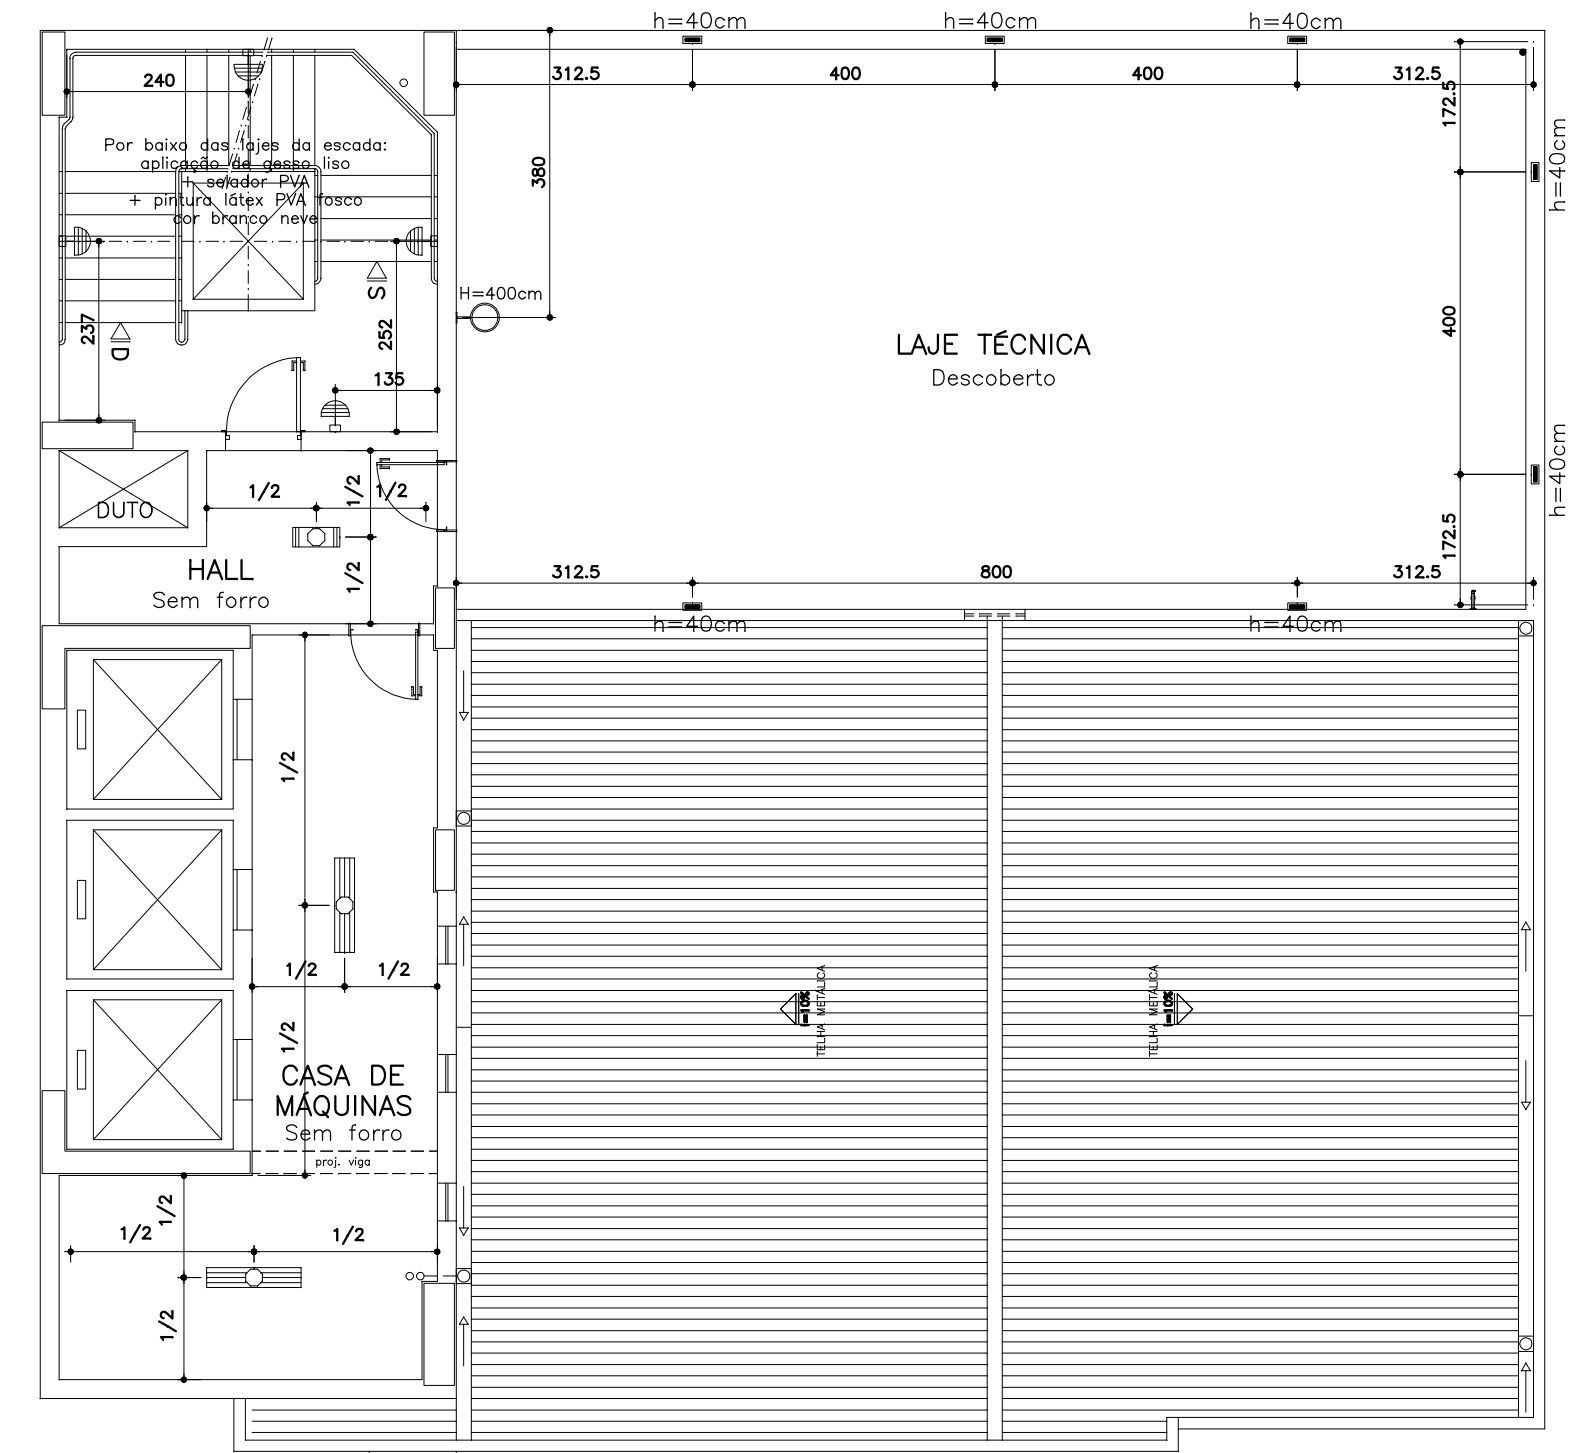 h=40cm
h=40cm
h=40cm
312.5
400
400
312.5
240
172.5
h=40cm
Por baixo das lajes da escada:
aplicação de gesso liso
+ selador PVA
+ pintura látex PVA fosco
cor branco neve
380
S
H=400cm
237
252
D
400
LAJE TÉCNICA
Descoberto
135
h=40cm
1/2
1/2
1/2
DUTO
172.5
HALL
Sem forro
1/2
312.5
800
312.5
h=40cm
h=40cm
1/2
1/2
1/2
TELHA METÁLICA
i=10%
TELHA METÁLICA
i=10%
1/2
CASA DE
MÁQUINAS
Sem forro
proj. viga
1/2
1/2
1/2
1/2